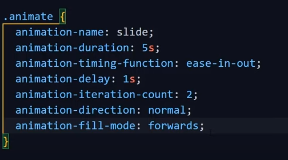 .animate {
animation-name: slide;
animation-duration: 5s;
animation-timing-function: ease-in-out;
animation-delay: 1s;
animation-iteration-count: 2;
animation-direction: normal;
animation-fill-mode: forwards;
}